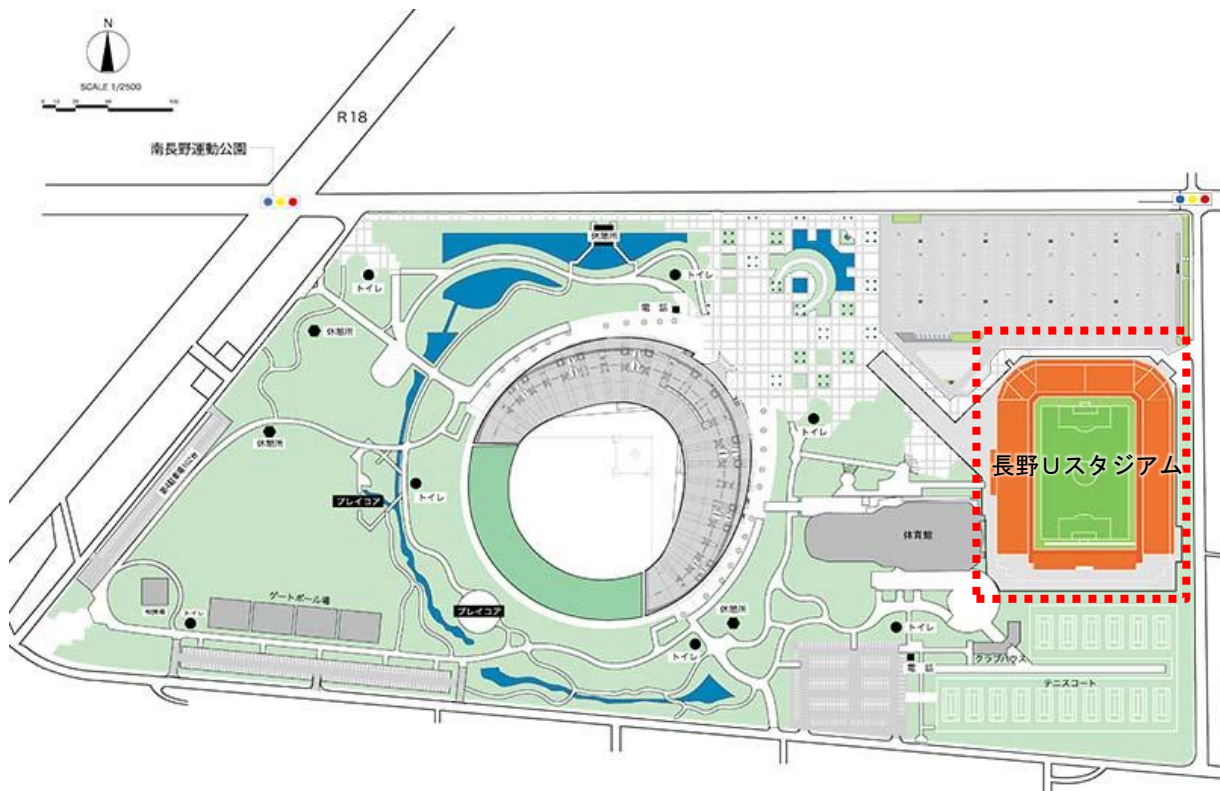 N
SCALE 1/2500
R18
南長野運動公園
休憩所
トイレ
トイレ
電 話
休憩所
トイレ
休憩所
長野Uスタジアム
トイレ
プレイコア
体育館
プレイコア
休憩所
ゲートボール場
トイレ
トイレ
トイレ
電 話
クラブハウス
テニスコート